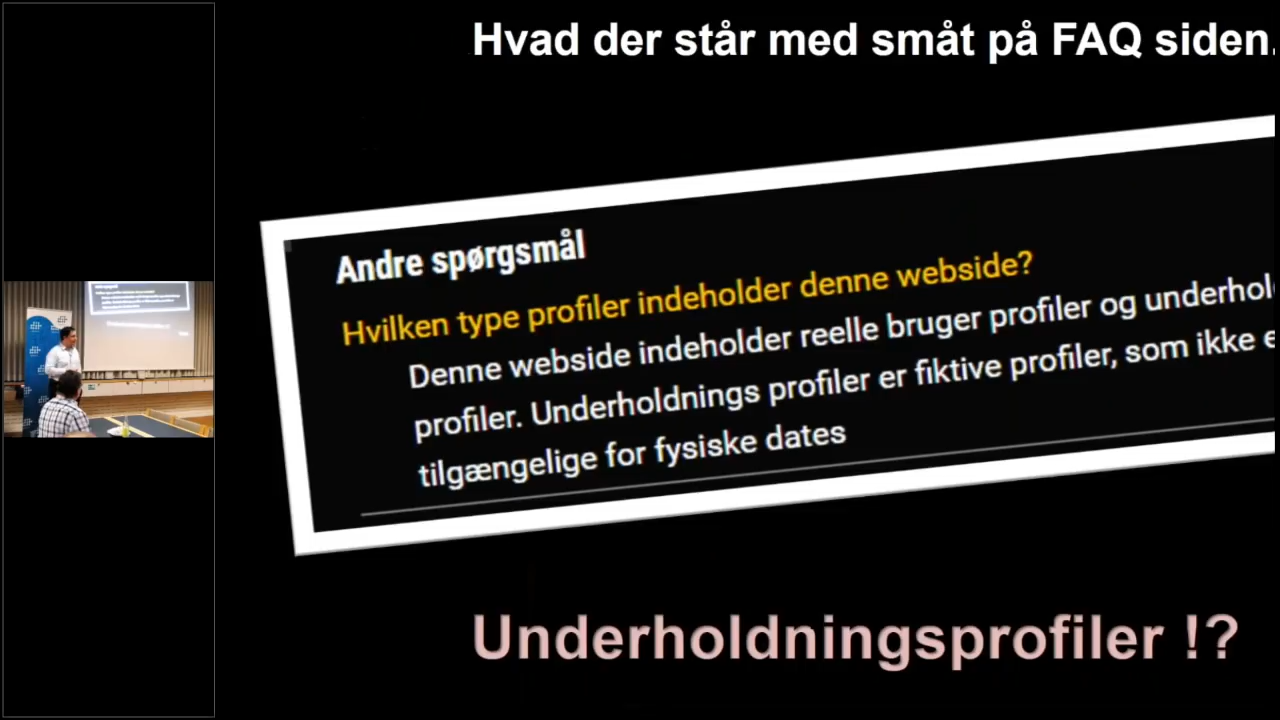 Hvad der står med småt på FAQ siden.
Andre spørgsmål
Hvilken type profiler indeholder denne webside?
Denne webside indeholder reelle bruger profiler og
profiler. Underholdnings profiler er fiktive profiler, som ikke
tilgængelige for fysiske dates
Underholdningsprofiler !?